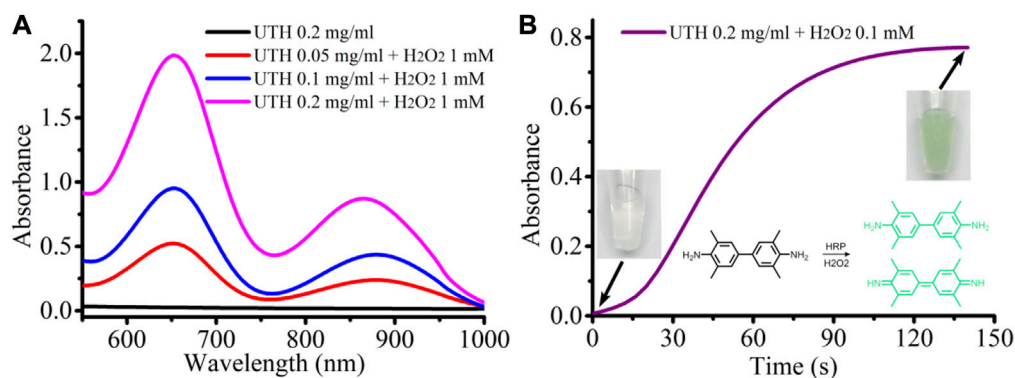 A
UTH 0.2 mg/ml
UTH 0.05 mg/ml + H2O2 1 mM
UTH 0.1 mg/ml + H2O2 1 mM
UTH 0.2 mg/ml + H2O2 1 mM
Absorbance
2.0
1.5
1.0
0.5
0.0
600 700 800 900 1000
Wavelength (nm)
B
UTH 0.2 mg/ml + H2O2 0.1 mM
Absorbance
0.8
0.6
0.4
0.2
0.0
H2N NH2
HRP
H2O2
H2N NH2
HN NH
0 30 60 90 120 150
Time (s)